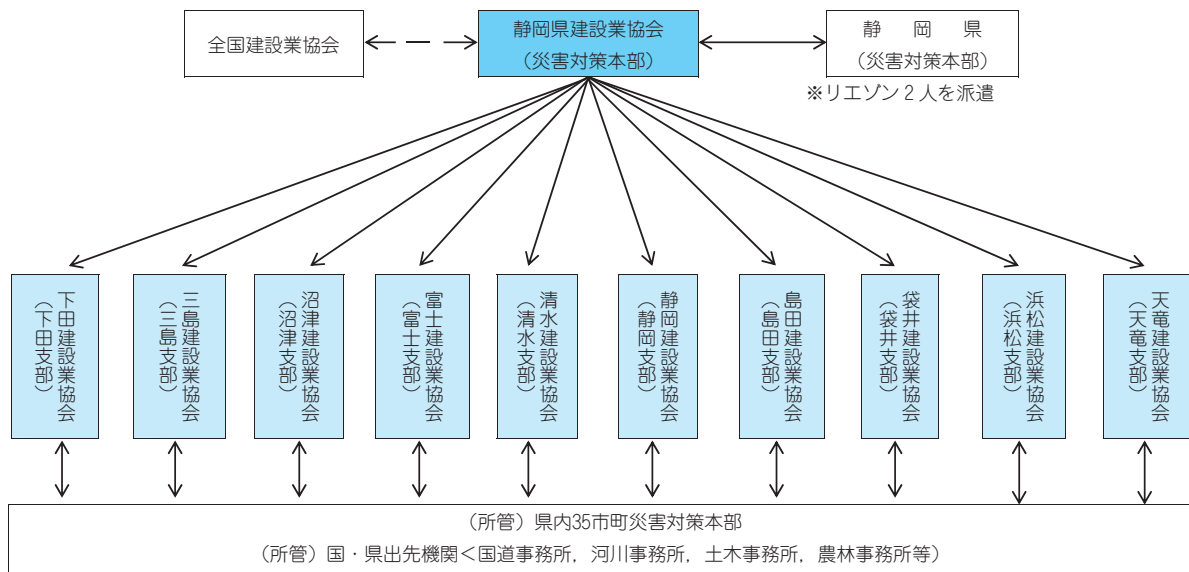 全国建設業協会
静岡県建設業協会
（災害対策本部）
静　岡　県
（災害対策本部）
※リエゾン２人を派遣
下田建設業協会
（下田支部）
三島建設業協会
（三島支部）
沼津建設業協会
（沼津支部）
富士建設業協会
（富士支部）
清水建設業協会
（清水支部）
静岡建設業協会
（静岡支部）
島田建設業協会
（島田支部）
袋井建設業協会
（袋井支部）
浜松建設業協会
（浜松支部）
天竜建設業協会
（天竜支部）
（所管）県内35市町災害対策本部
（所管）国・県出先機関＜国道事務所，河川事務所，土木事務所，農林事務所等）